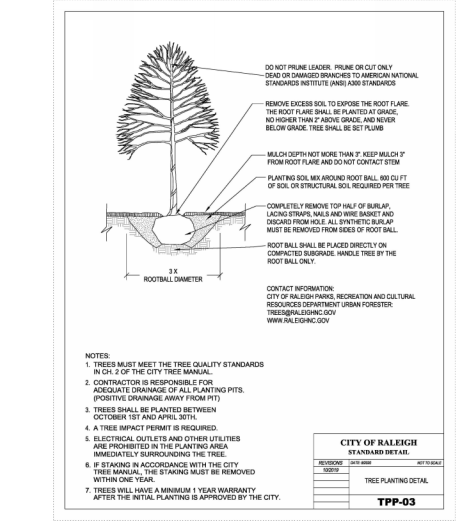 DO NOT PRUNE LEADER. PRUNE OR CUT ONLY
DEAD OR DAMAGED BRANCHES TO AMERICAN NATIONAL
STANDARDS INSTITUTE (ANSI) A300 STANDARDS
REMOVE EXCESS SOIL TO EXPOSE THE ROOT FLARE.
THE ROOT FLARE SHALL BE PLANTED AT GRADE,
NO HIGHER THAN 2" ABOVE GRADE, AND NEVER
BELOW GRADE. TREE SHALL BE SET PLUMB
MULCH DEPTH NOT MORE THAN 3". KEEP MULCH 3"
FROM ROOT FLARE AND DO NOT CONTACT STEM
PLANTING SOIL MIX AROUND ROOT BALL. 600 CU FT
OF SOIL OR STRUCTURAL SOIL REQUIRED PER TREE
COMPLETELY REMOVE TOP HALF OF BURLAP,
LACING STRAPS, NAILS AND WIRE BASKET AND
DISCARD FROM HOLE. ALL SYNTHETIC BURLAP
MUST BE REMOVED FROM SIDES OF ROOT BALL.
ROOT BALL SHALL BE PLACED DIRECTLY ON
COMPACTED SUBGRADE. HANDLE TREE BY THE
ROOT BALL ONLY.
3 X
ROOTBALL DIAMETER
CONTACT INFORMATION:
CITY OF RALEIGH PARKS, RECREATION AND CULTURAL
RESOURCES DEPARTMENT URBAN FORESTER:
TREES@RALEIGHNC.GOV
WWW.RALEIGHNC.GOV
NOTES:
1. TREES MUST MEET THE TREE QUALITY STANDARDS
IN CH. 2 OF THE CITY TREE MANUAL.
2. CONTRACTOR IS RESPONSIBLE FOR
ADEQUATE DRAINAGE OF ALL PLANTING PITS.
(POSITIVE DRAINAGE AWAY FROM PIT)
3. TREES SHALL BE PLANTED BETWEEN
OCTOBER 1ST AND APRIL 30TH.
4. A TREE IMPACT PERMIT IS REQUIRED.
5. ELECTRICAL OUTLETS AND OTHER UTILITIES
ARE PROHIBITED IN THE PLANTING AREA
IMMEDIATELY SURROUNDING THE TREE.
6. IF STAKING IN ACCORDANCE WITH THE CITY
TREE MANUAL, THE STAKING MUST BE REMOVED
WITHIN ONE YEAR.
7. TREES WILL HAVE A MINIMUM 1 YEAR WARRANTY
AFTER THE INITIAL PLANTING IS APPROVED BY THE CITY.
CITY OF RALEIGH
STANDARD DETAIL
REVISIONS DATE: NOT TO SCALE
10/2019
TREE PLANTING DETAIL
TPP-03